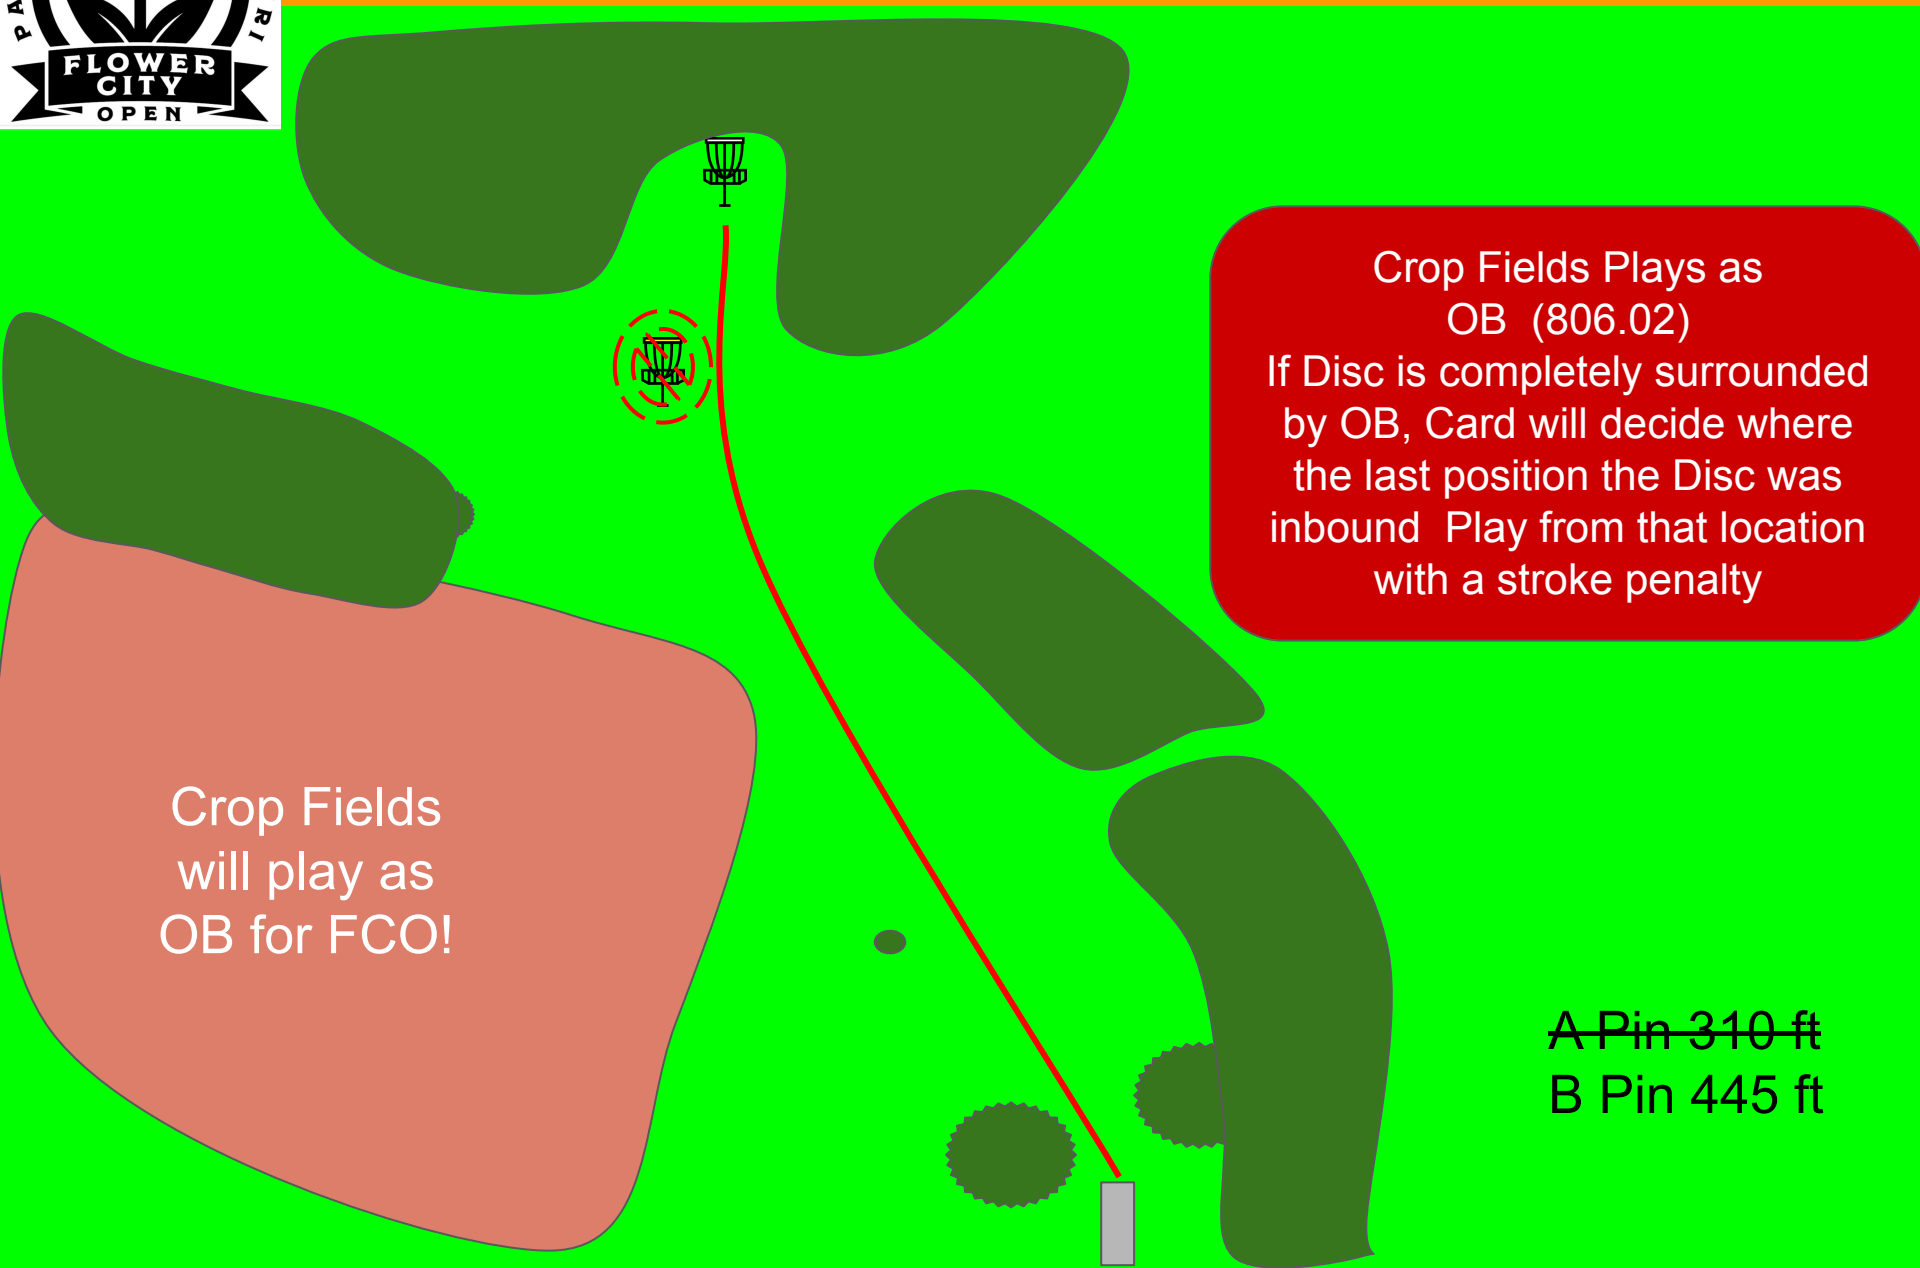 FLOWER
CITY
OPEN
Crop Fields Plays as
OB (806.02)
If Disc is completely surrounded
by OB, Card will decide where
the last position the Disc was
inbound Play from that location
with a stroke penalty
Crop Fields
will play as
OB for FCO!
A Pin 310 ft
B Pin 445 ft